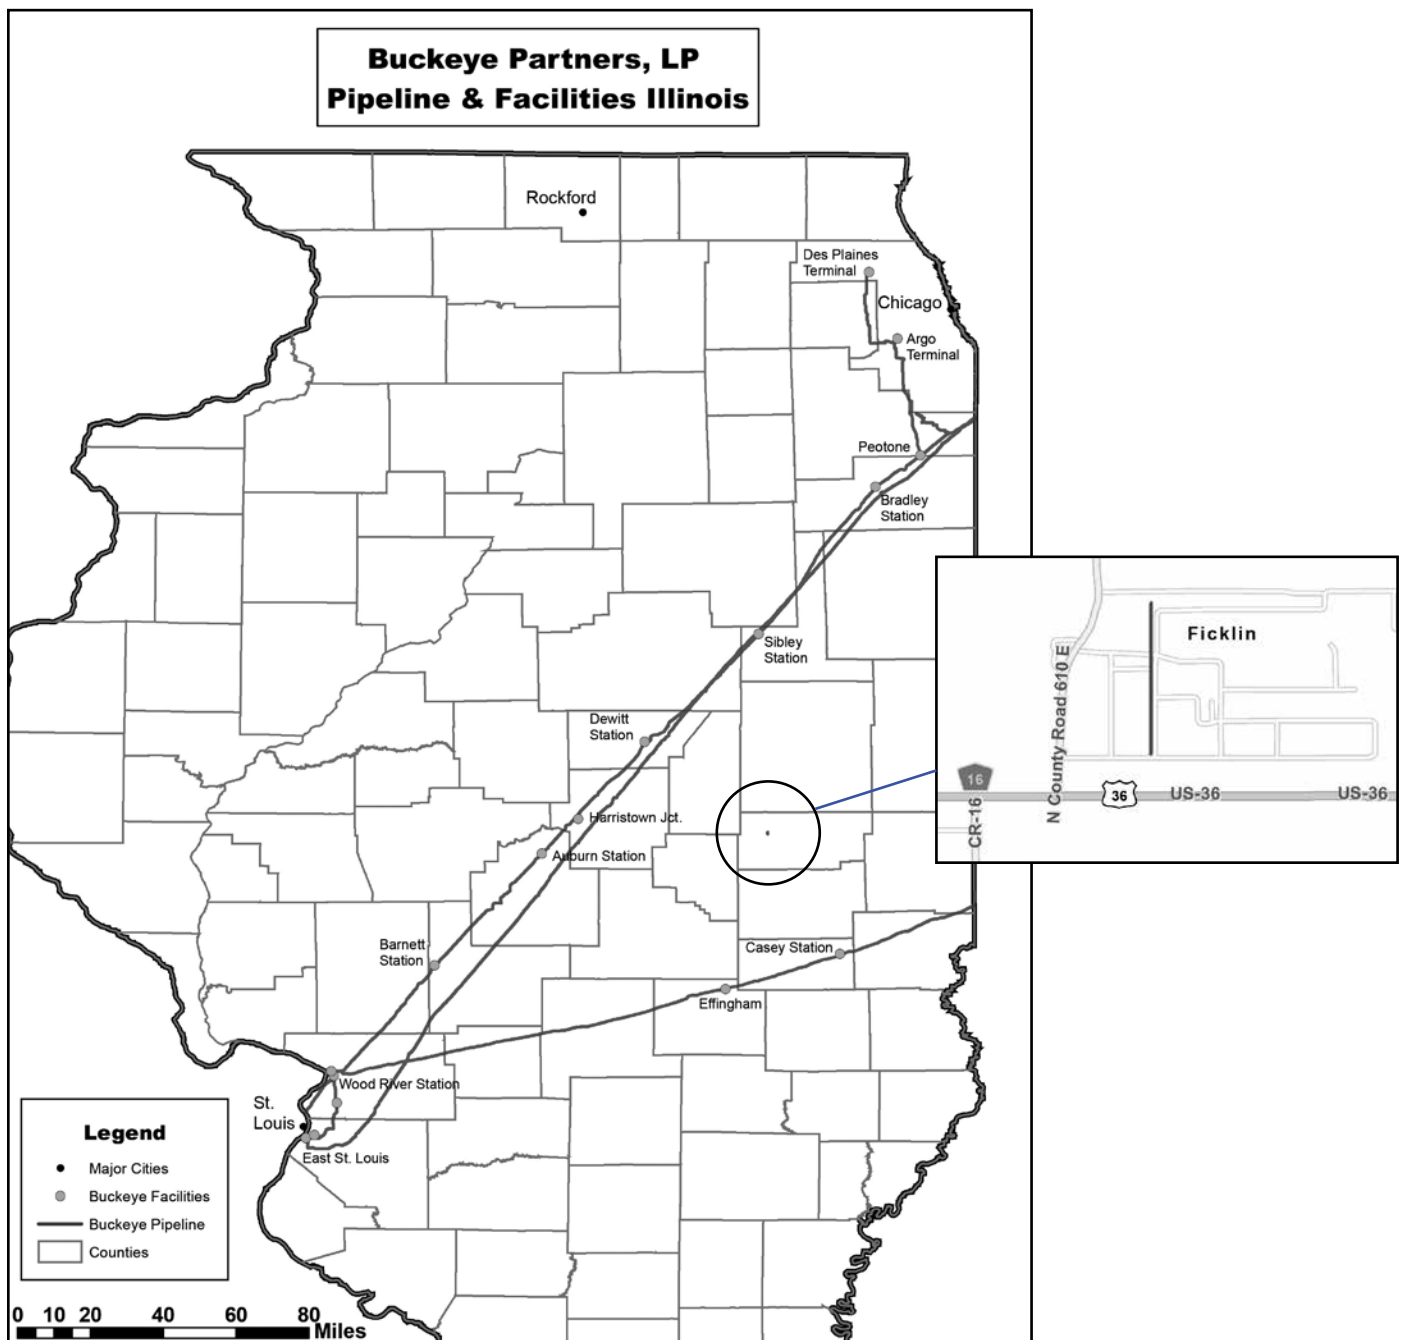 Buckeye Partners, LP
Pipeline & Facilities Illinois
Rockford
Des Plaines
Terminal
Chicago
Argo
Terminal
Peotone
Bradley
Station
Sibley
Station
Dewitt
Station
Harristown Jct.
Auburn Station
Barnett
Station
Casey Station
Effingham
Wood River Station
St.
Louis
East St. Louis
Ficklin
N County Road 610 E
16
CR-16
36
US-36
US-36
Legend
Major Cities
Buckeye Facilities
Buckeye Pipeline
Counties
0 10 20 40 60 80
Miles